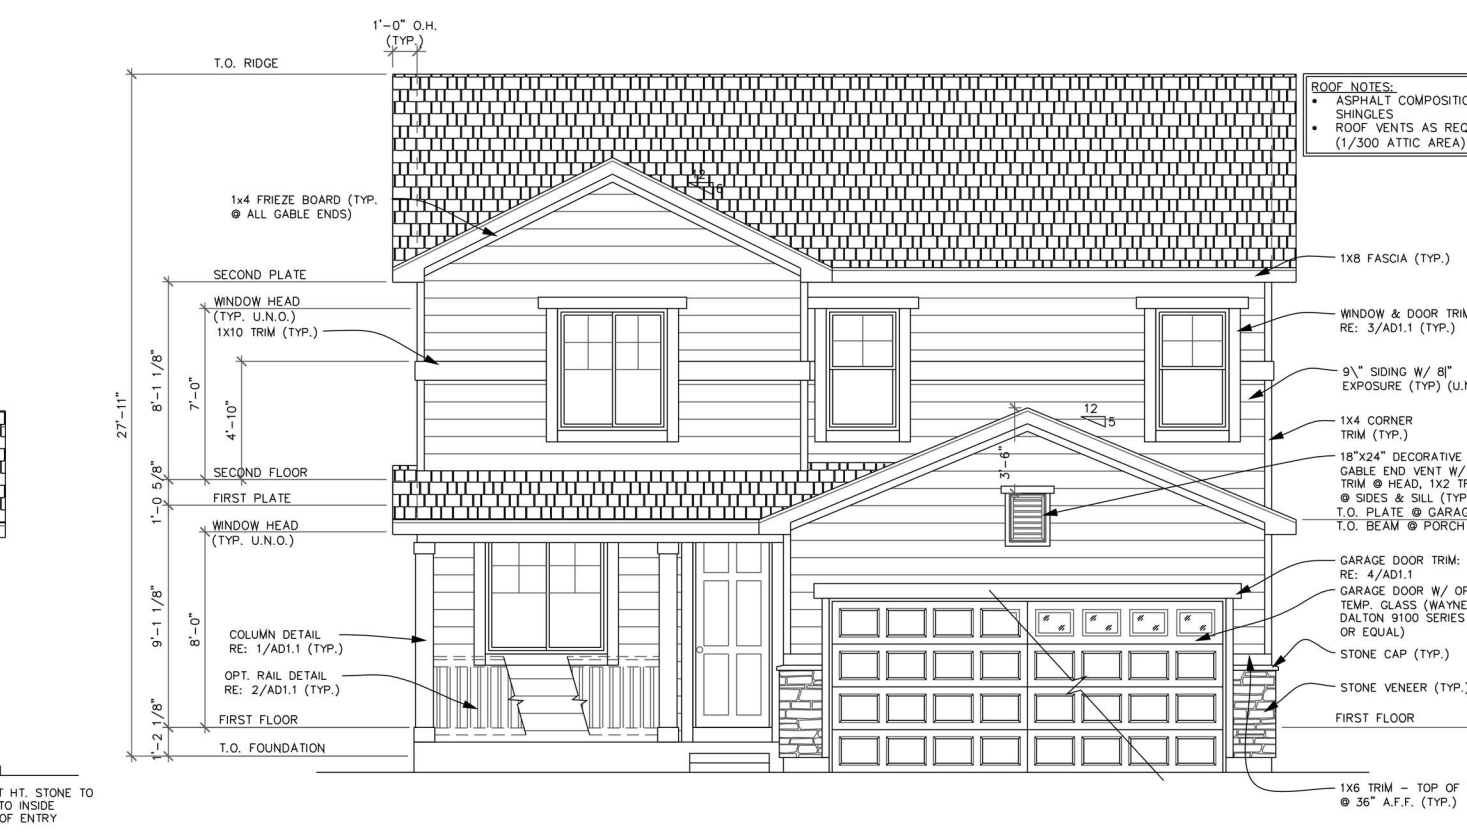 1'-0" O.H.
(TYP.)
T.O. RIDGE
ROOF NOTES:
• ASPHALT COMPOSITIO
SHINGLES
• ROOF VENTS AS REQ
(1/300 ATTIC AREA)
12
6
1x4 FRIEZE BOARD (TYP.
@ ALL GABLE ENDS)
1X8 FASCIA (TYP.)
SECOND PLATE
WINDOW HEAD
(TYP. U.N.O.)
1X10 TRIM (TYP.)
WINDOW & DOOR TRIM
RE: 3/AD1.1 (TYP.)
9\" SIDING W/ 8|"
EXPOSURE (TYP) (U.N
27'-11"
8'-1 1/8"
7'-0"
4'-10"
12
5
1X4 CORNER
TRIM (TYP.)
3'-6"
18"X24" DECORATIVE
GABLE END VENT W/
TRIM @ HEAD, 1X2 TR
@ SIDES & SILL (TYP
T.O. PLATE @ GARAG
T.O. BEAM @ PORCH
SECOND FLOOR
1'-0 5/8"
FIRST PLATE
WINDOW HEAD
(TYP. U.N.O.)
GARAGE DOOR TRIM:
RE: 4/AD1.1
GARAGE DOOR W/ OP
TEMP. GLASS (WAYNE
DALTON 9100 SERIES
OR EQUAL)
9'-1 1/8"
8'-0"
COLUMN DETAIL
RE: 1/AD1.1 (TYP.)
STONE CAP (TYP.)
OPT. RAIL DETAIL
RE: 2/AD1.1 (TYP.)
STONE VENEER (TYP.)
FIRST FLOOR
FIRST FLOOR
1'-2 1/8"
T.O. FOUNDATION
T HT. STONE TO
TO INSIDE
OF ENTRY
1X6 TRIM – TOP OF
@ 36" A.F.F. (TYP.)